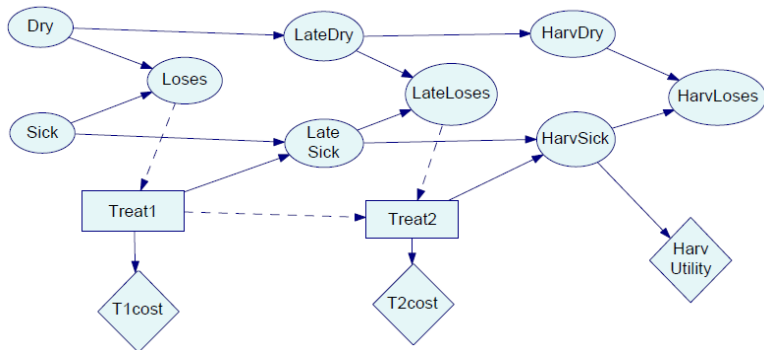 Dry
LateDry
HarvDry
Loses
LateLoses
HarvLoses
Sick
Late
Sick
HarvSick
Treat1
Treat2
Harv
Utility
T1cost
T2cost